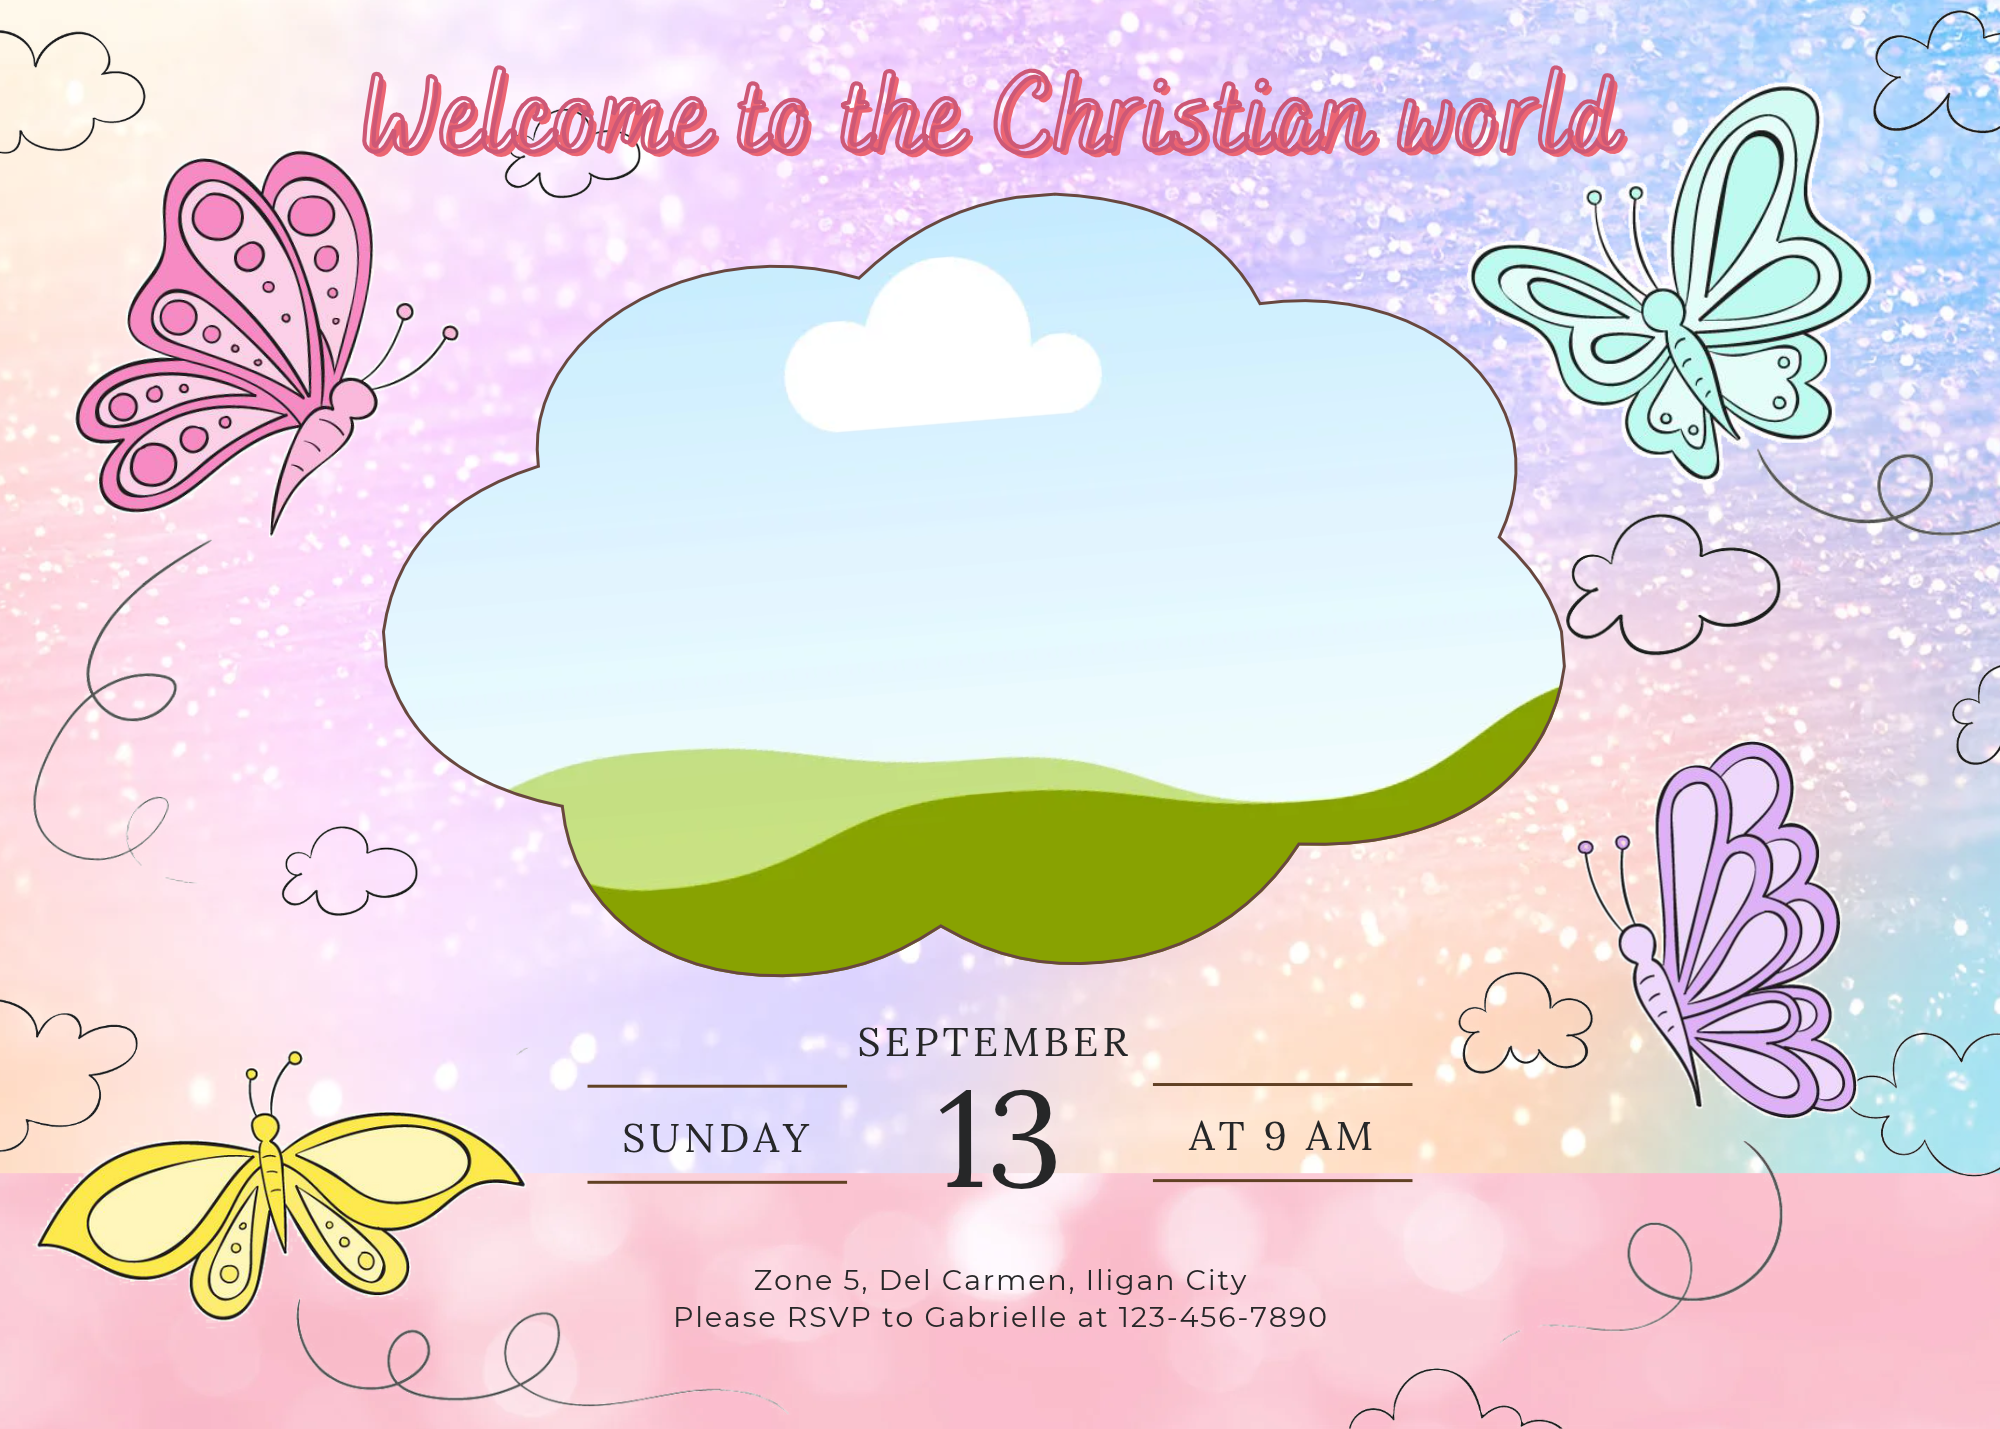 Welcome to the Christian world
SEPTEMBER
SUNDAY
13
AT 9 AM
Zone 5, Del Carmen, Iligan City
Please RSVP to Gabrielle at 123-456-7890